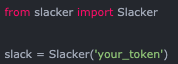 from slacker import Slacker
slack = Slacker('your_token')